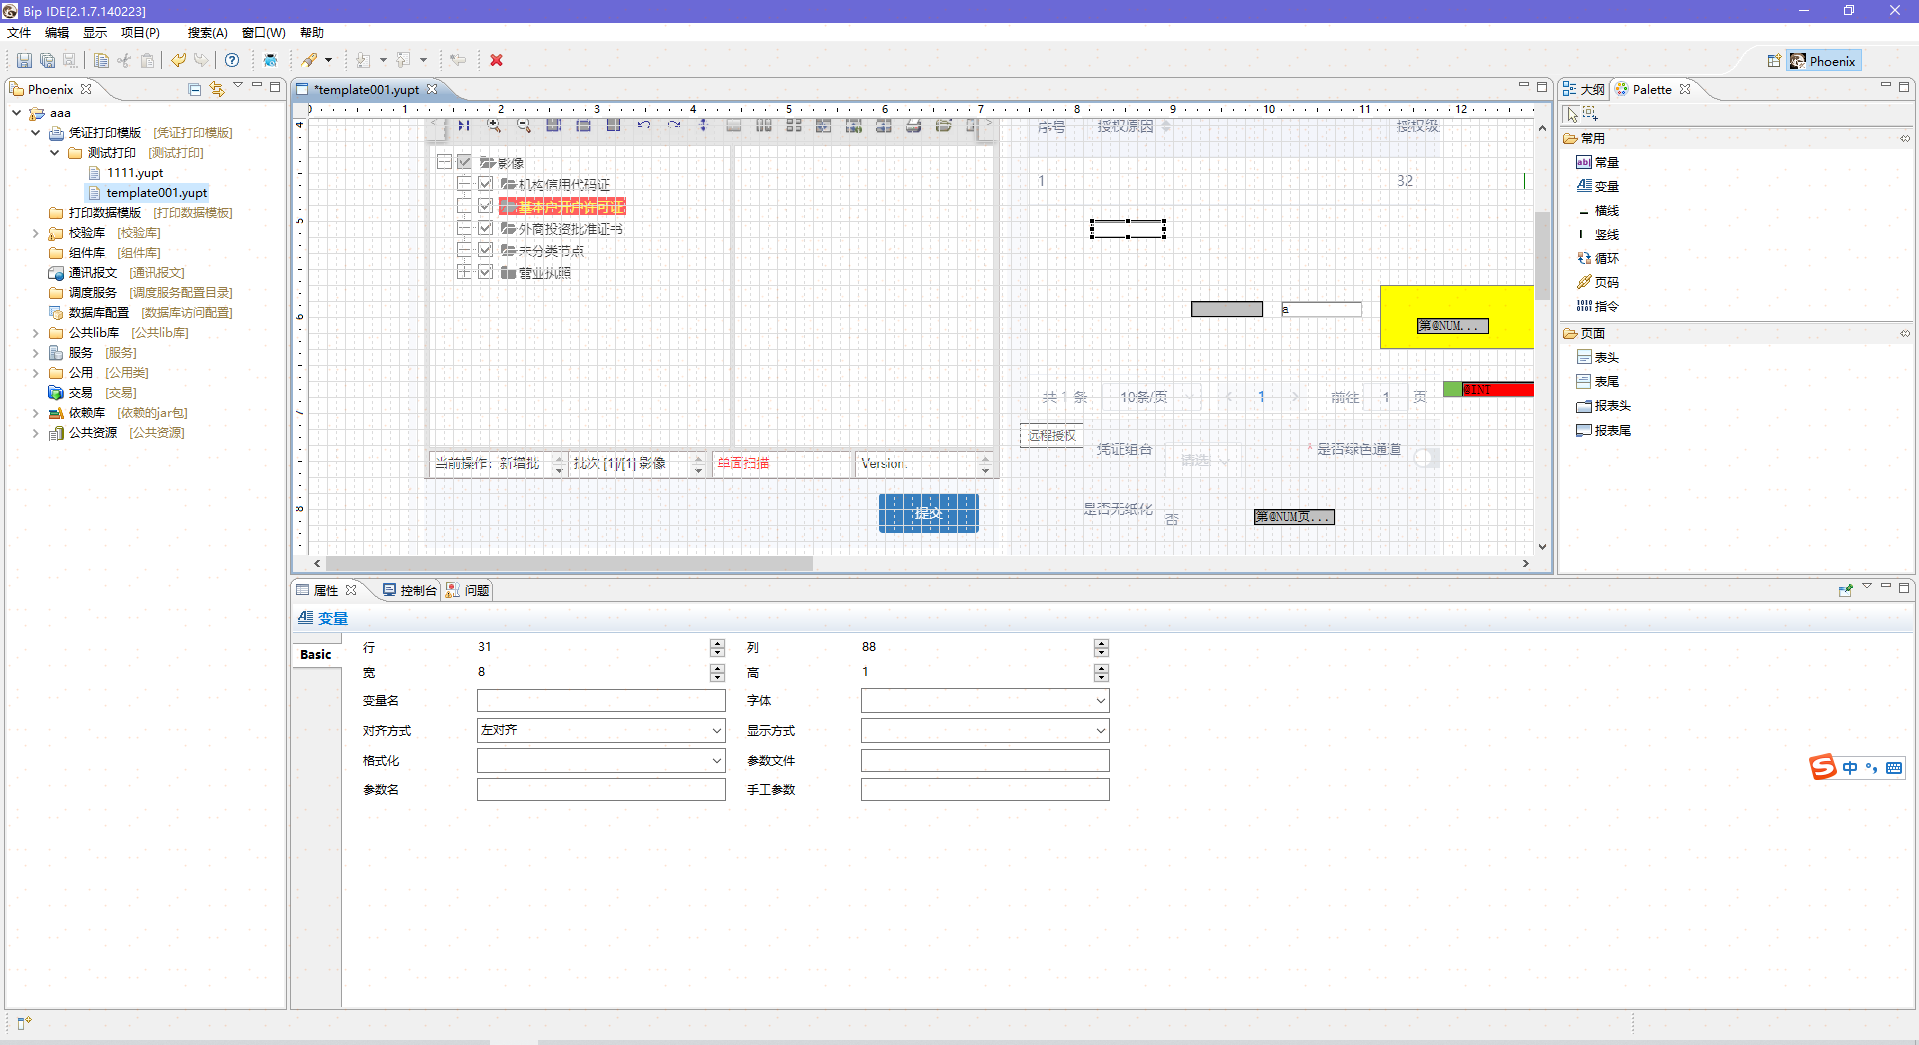 Bip IDE[2.1.7.140223]
文件 编辑 显示 项目(P) 搜索(A) 窗口(W) 帮助
Phoenix
Phoenix
*template001.yupt
大纲 Palette
aaa
凭证打印模版 [凭证打印模版]
测试打印 [测试打印]
1111.yupt
template001.yupt
打印数据模版 [打印数据模板]
校验库 [校验库]
组件库 [组件库]
通讯报文 [通讯报文]
调度服务 [调度服务配置目录]
数据库配置 [数据库访问配置]
公共lib库 [公共lib库]
服务 [服务]
公用 [公用类]
交易 [交易]
依赖库 [依赖的jar包]
公共资源 [公共资源]
0 1 2 3 4 5 6 7 8 9 10 11 12
4
5
6
7
8
序号 授权原因 授权级
影像
机构信用代码证
基本户开户许可证
外商投资批准证书
未分类节点
营业执照
1 32
a
第@NUM...
@INT
共 1 条 10条/页 1 前往 1 页
远程授权
凭证组合 请选 * 是否绿色通道
当前操作：新增批 批次 [1]/[1] 影像 单面扫描 Version:
提交
是否无纸化 否 第@NUM页...
常用
常量
变量
横线
竖线
循环
页码
指令
页面
表头
表尾
报表头
报表尾
属性 控制台 问题
变量
Basic
行 31 列 88
宽 8 高 1
变量名 字体
对齐方式 左对齐 显示方式
格式化 参数文件
参数名 手工参数
中